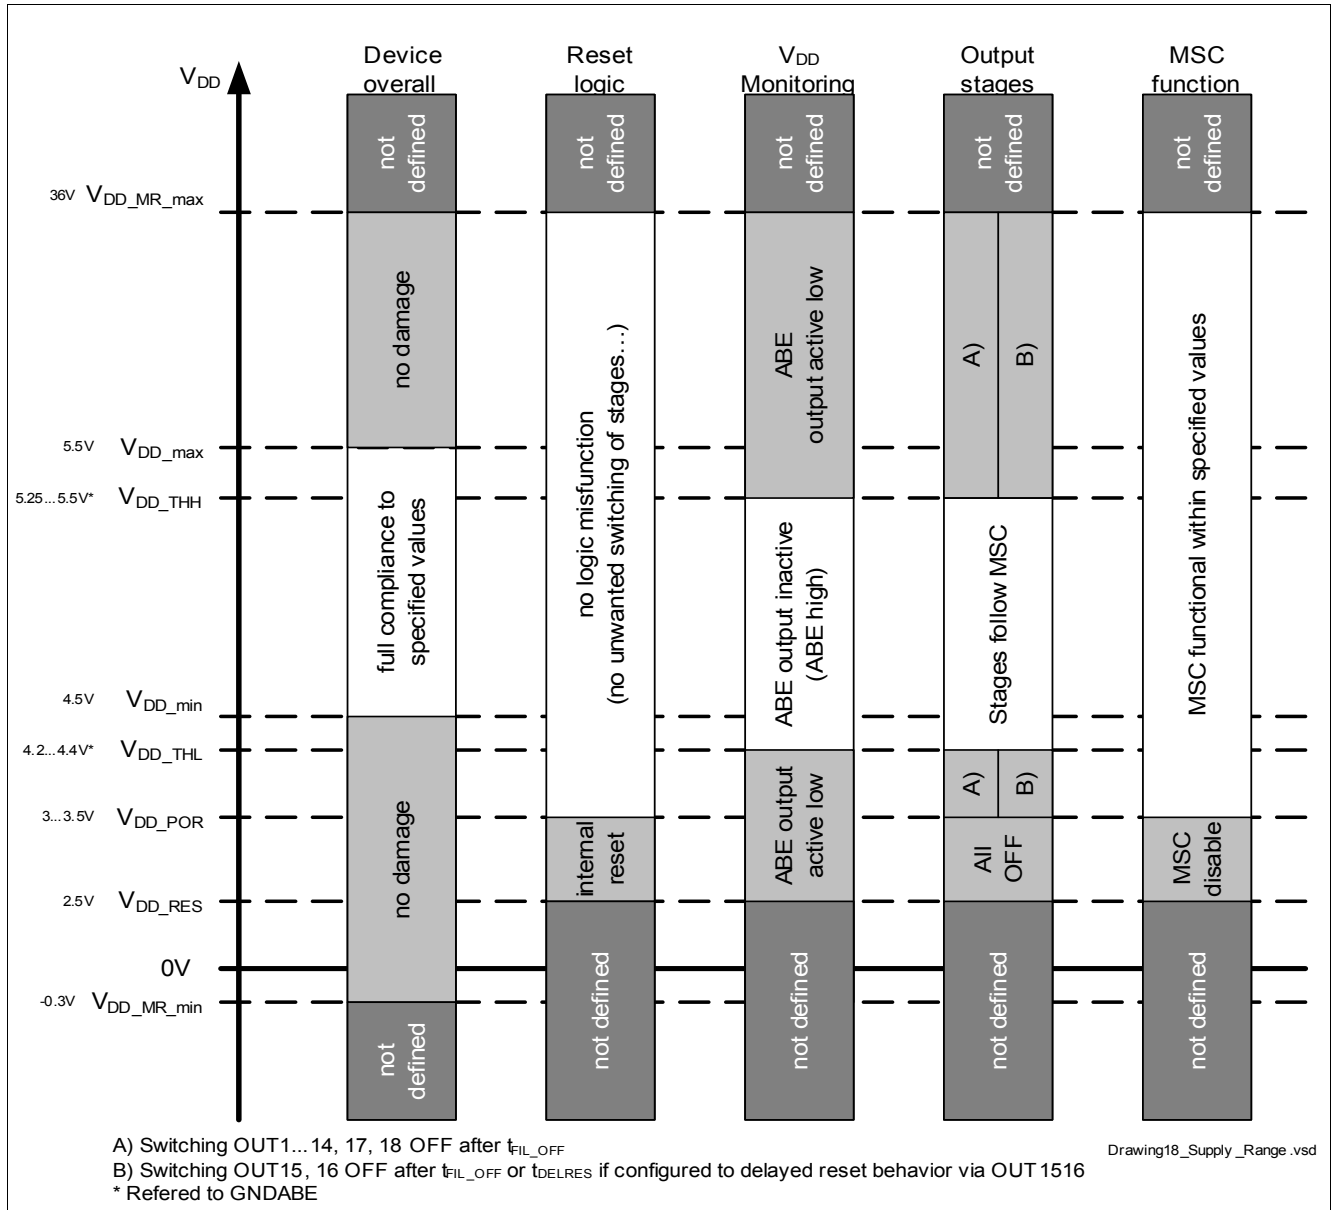 Device overall
Reset logic
VDD Monitoring
Output stages
MSC function
VDD
36V VDD_MR_max
5.5V VDD_max
5.25...5.5V* VDD_THH
4.5V VDD_min
4.2...4.4V* VDD_THL
3...3.5V VDD_POR
2.5V VDD_RES
0V
-0.3V VDD_MR_min
not defined
no damage
full compliance to specified values
no damage
not defined
not defined
no logic misfunction
(no unwanted switching of stages...)
internal reset
not defined
not defined
ABE
output active low
ABE output inactive
(ABE high)
ABE output active low
not defined
not defined
A)
B)
Stages follow MSC
A)
B)
All OFF
not defined
not defined
MSC functional within specified values
MSC disable
not defined
A) Switching OUT1...14, 17, 18 OFF after tFIL_OFF
B) Switching OUT15, 16 OFF after tFIL_OFF or tDELRES if configured to delayed reset behavior via OUT1516
* Refered to GNDABE
Drawing18_Supply_Range.vsd